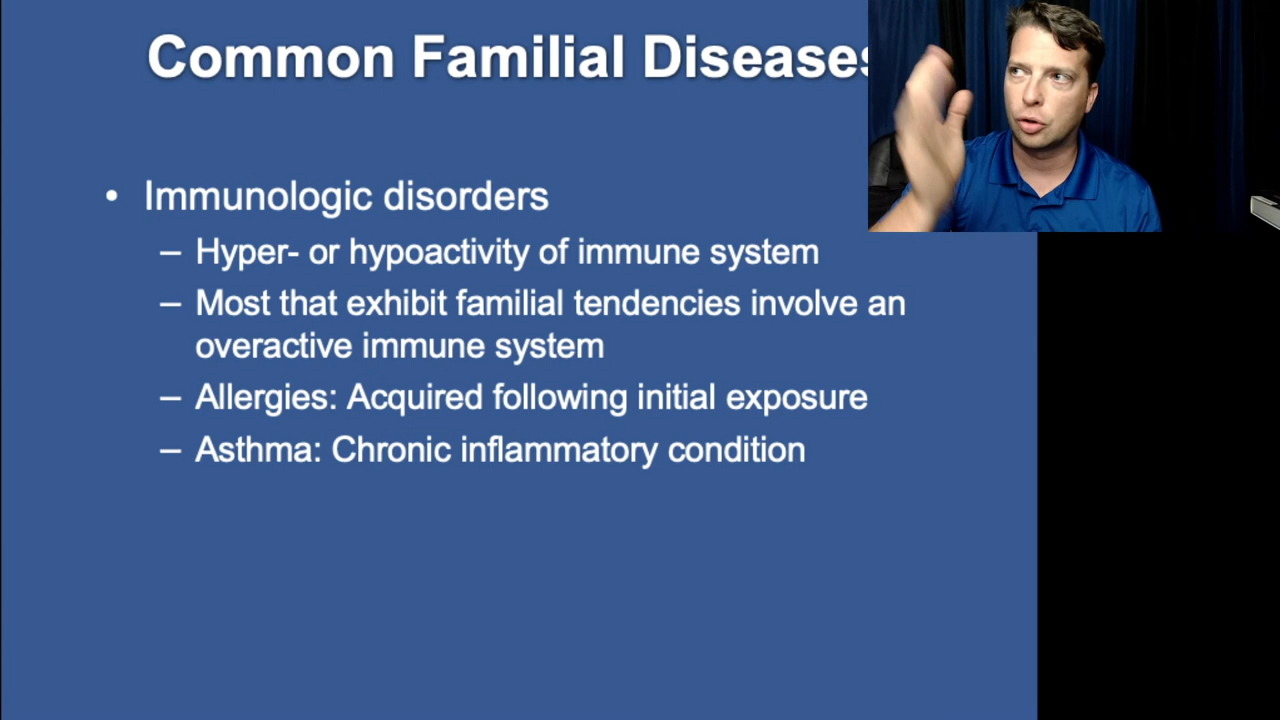 Common Familial Diseases
• Immunologic disorders
– Hyper- or hypoactivity of immune system
– Most that exhibit familial tendencies involve an
overactive immune system
– Allergies: Acquired following initial exposure
– Asthma: Chronic inflammatory condition